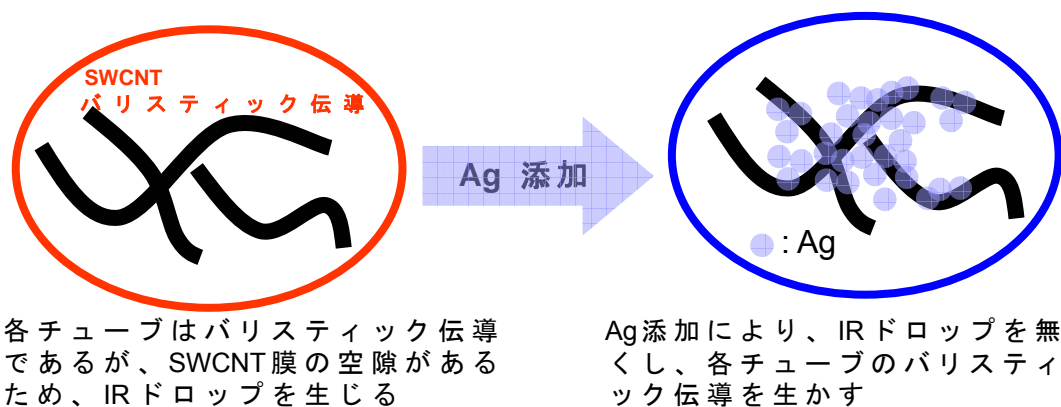 SWCNT
バリスティック伝導
Ag 添加
: Ag
各チューブはバリスティック伝導
であるが、SWCNT膜の空隙がある
ため、IRドロップを生じる
Ag添加により、IRドロップを無
くし、各チューブのバリスティ
ック伝導を生かす